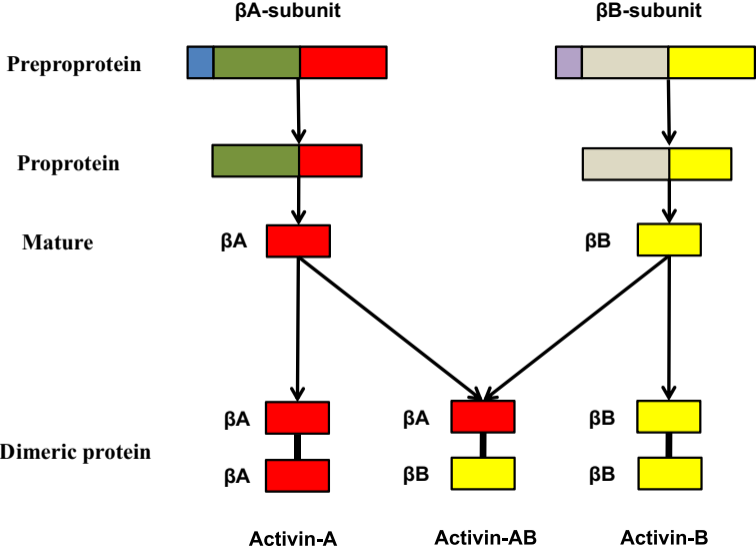 βA-subunit βB-subunit
Preproprotein
Proprotein
Mature βA βB
βA βA βB
Dimeric protein
βA βB βB
Activin-A Activin-AB Activin-B